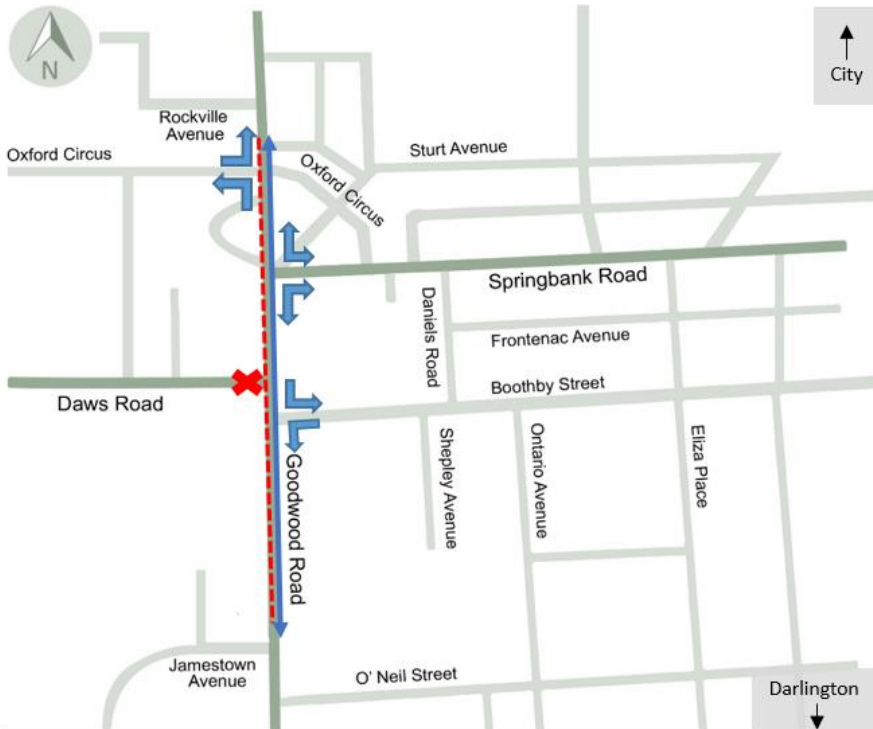 N
City
Rockville
Avenue
Oxford Circus
Oxford Circus
Sturt Avenue
Springbank Road
Daniels Road
Frontenac Avenue
Boothby Street
Daws Road
Goodwood Road
Shepley Avenue
Ontario Avenue
Eliza Place
Jamestown
Avenue
O' Neil Street
Darlington